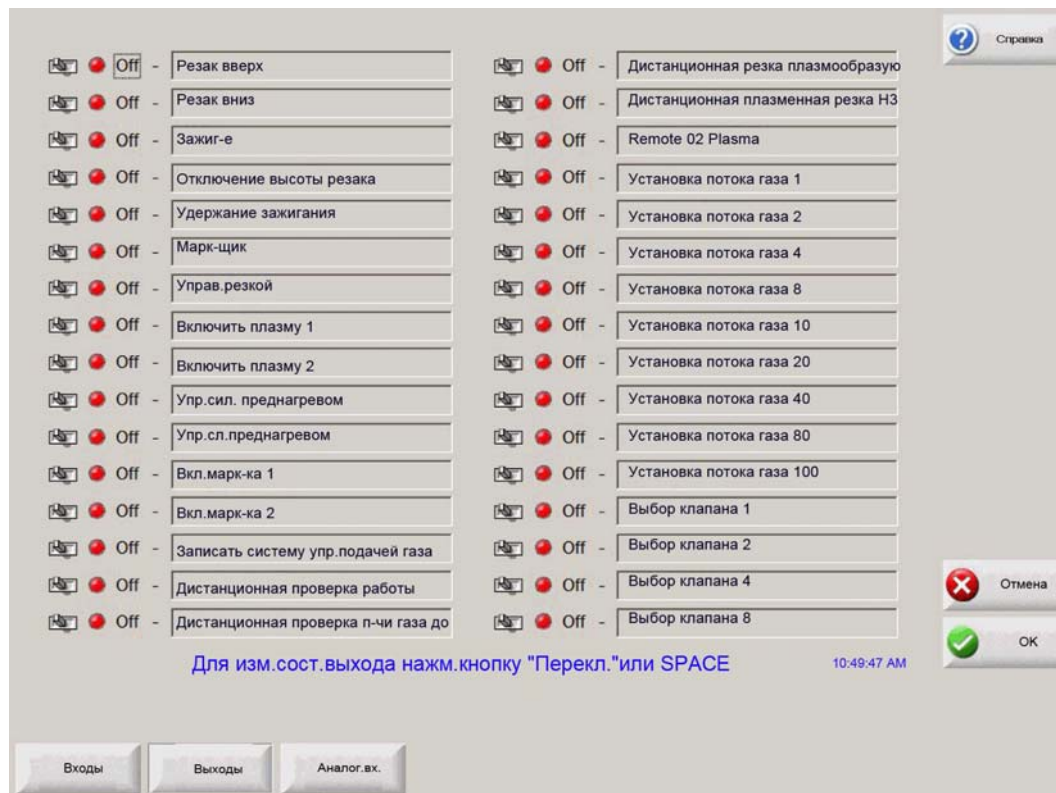 Справка
Off - Резак вверх
Off - Резак вниз
Off - Зажиг-е
Off - Отключение высоты резака
Off - Удержание зажигания
Off - Марк-щик
Off - Управ.резкой
Off - Включить плазму 1
Off - Включить плазму 2
Off - Упр.сил. преднагревом
Off - Упр.сл.преднагревом
Off - Вкл.марк-ка 1
Off - Вкл.марк-ка 2
Off - Записать систему упр.подачей газа
Off - Дистанционная проверка работы
Off - Дистанционная проверка п-чи газа до
Off - Дистанционная резка плазмообразую
Off - Дистанционная плазменная резка H3
Off - Remote 02 Plasma
Off - Установка потока газа 1
Off - Установка потока газа 2
Off - Установка потока газа 4
Off - Установка потока газа 8
Off - Установка потока газа 10
Off - Установка потока газа 20
Off - Установка потока газа 40
Off - Установка потока газа 80
Off - Установка потока газа 100
Off - Выбор клапана 1
Off - Выбор клапана 2
Off - Выбор клапана 4
Off - Выбор клапана 8
Отмена
OK
Для изм.сост.выхода нажм.кнопку "Перекл."или SPACE
10:49:47 AM
Входы
Выходы
Аналог.вх.